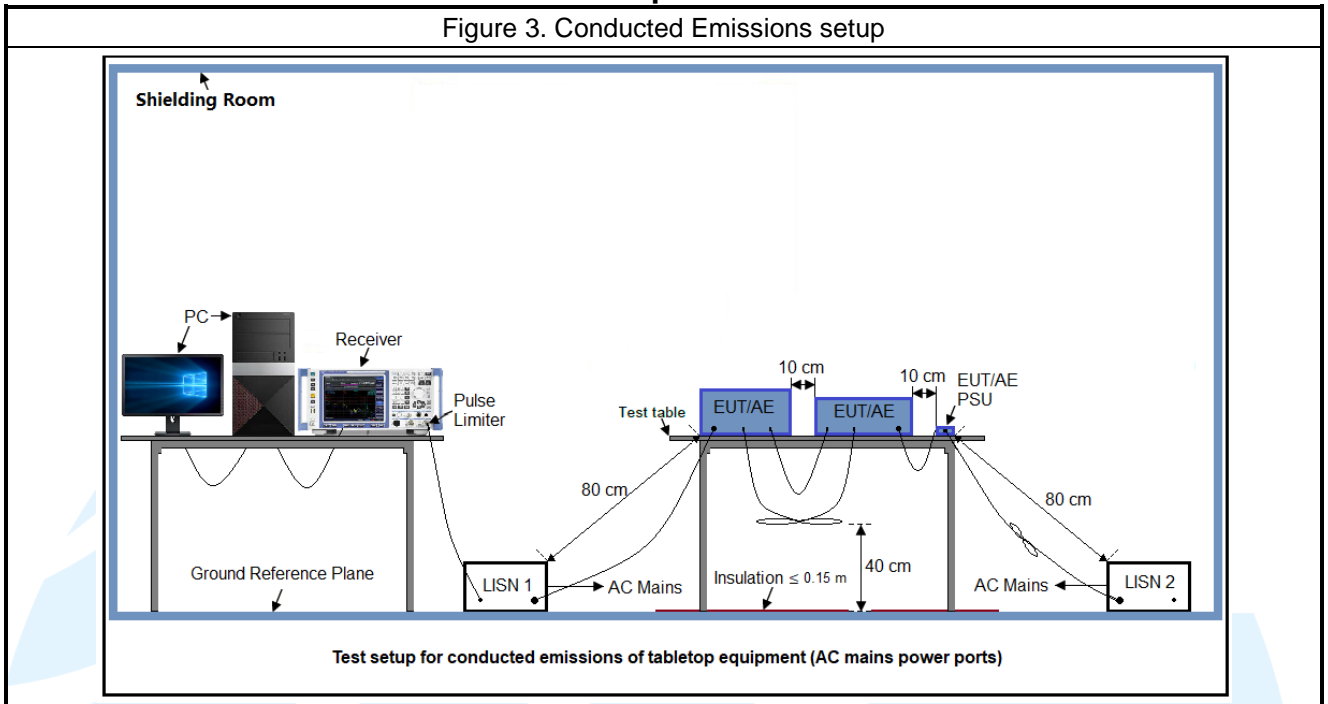 Figure 3. Conducted Emissions setup
Shielding Room
PC
Receiver
Pulse
Limiter
10 cm
10 cm
EUT/AE
PSU
Test table
EUT/AE
EUT/AE
80 cm
80 cm
40 cm
Ground Reference Plane
LISN 1
AC Mains
Insulation ≤ 0.15 m
AC Mains
LISN 2
Test setup for conducted emissions of tabletop equipment (AC mains power ports)